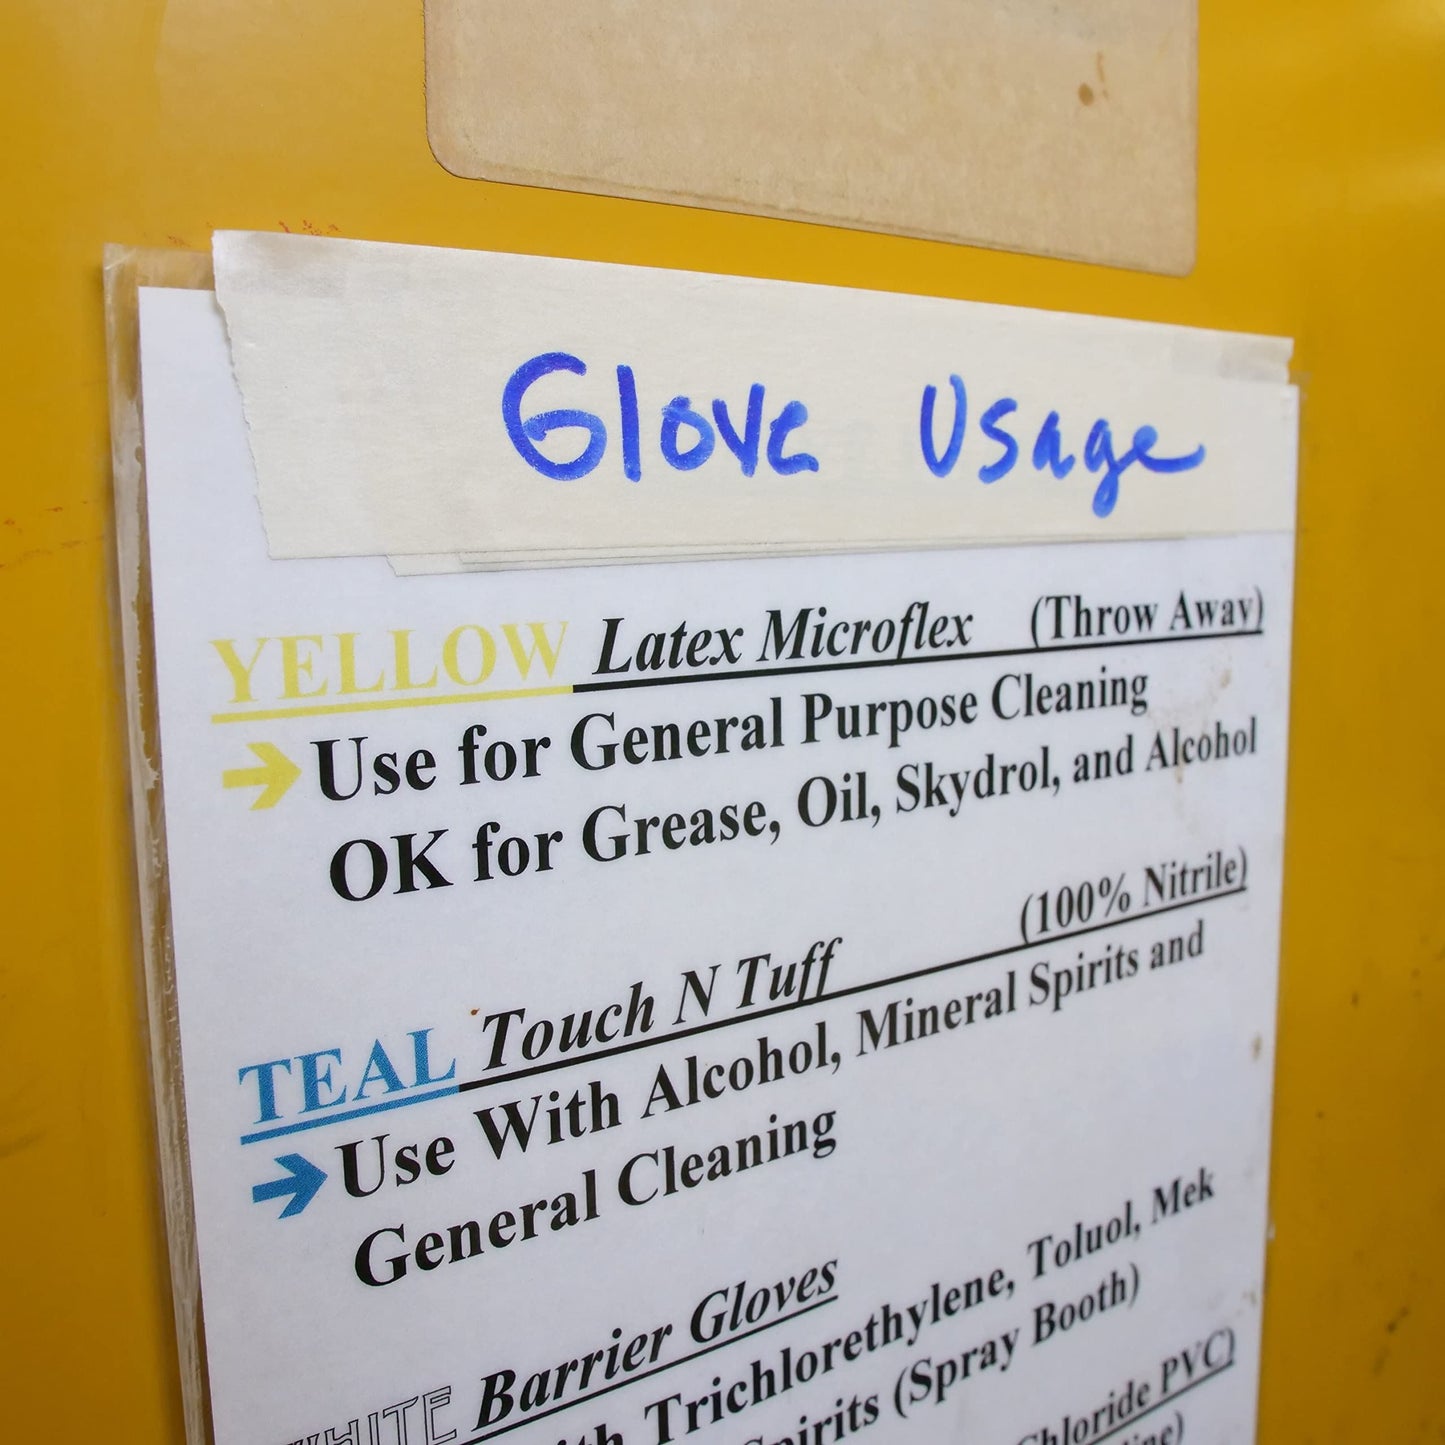 Glove Usage
YELLOW Latex Microflex (Throw Away)
Use for General Purpose Cleaning
OK for Grease, Oil, Skydrol, and Alcohol
TEAL Touch N Tuff (100% Nitrile)
Use With Alcohol, Mineral Spirits and
General Cleaning
WHITE Barrier Gloves
Trichlorethylene, Toluol, Mek
(Spray Booth)
PVC)